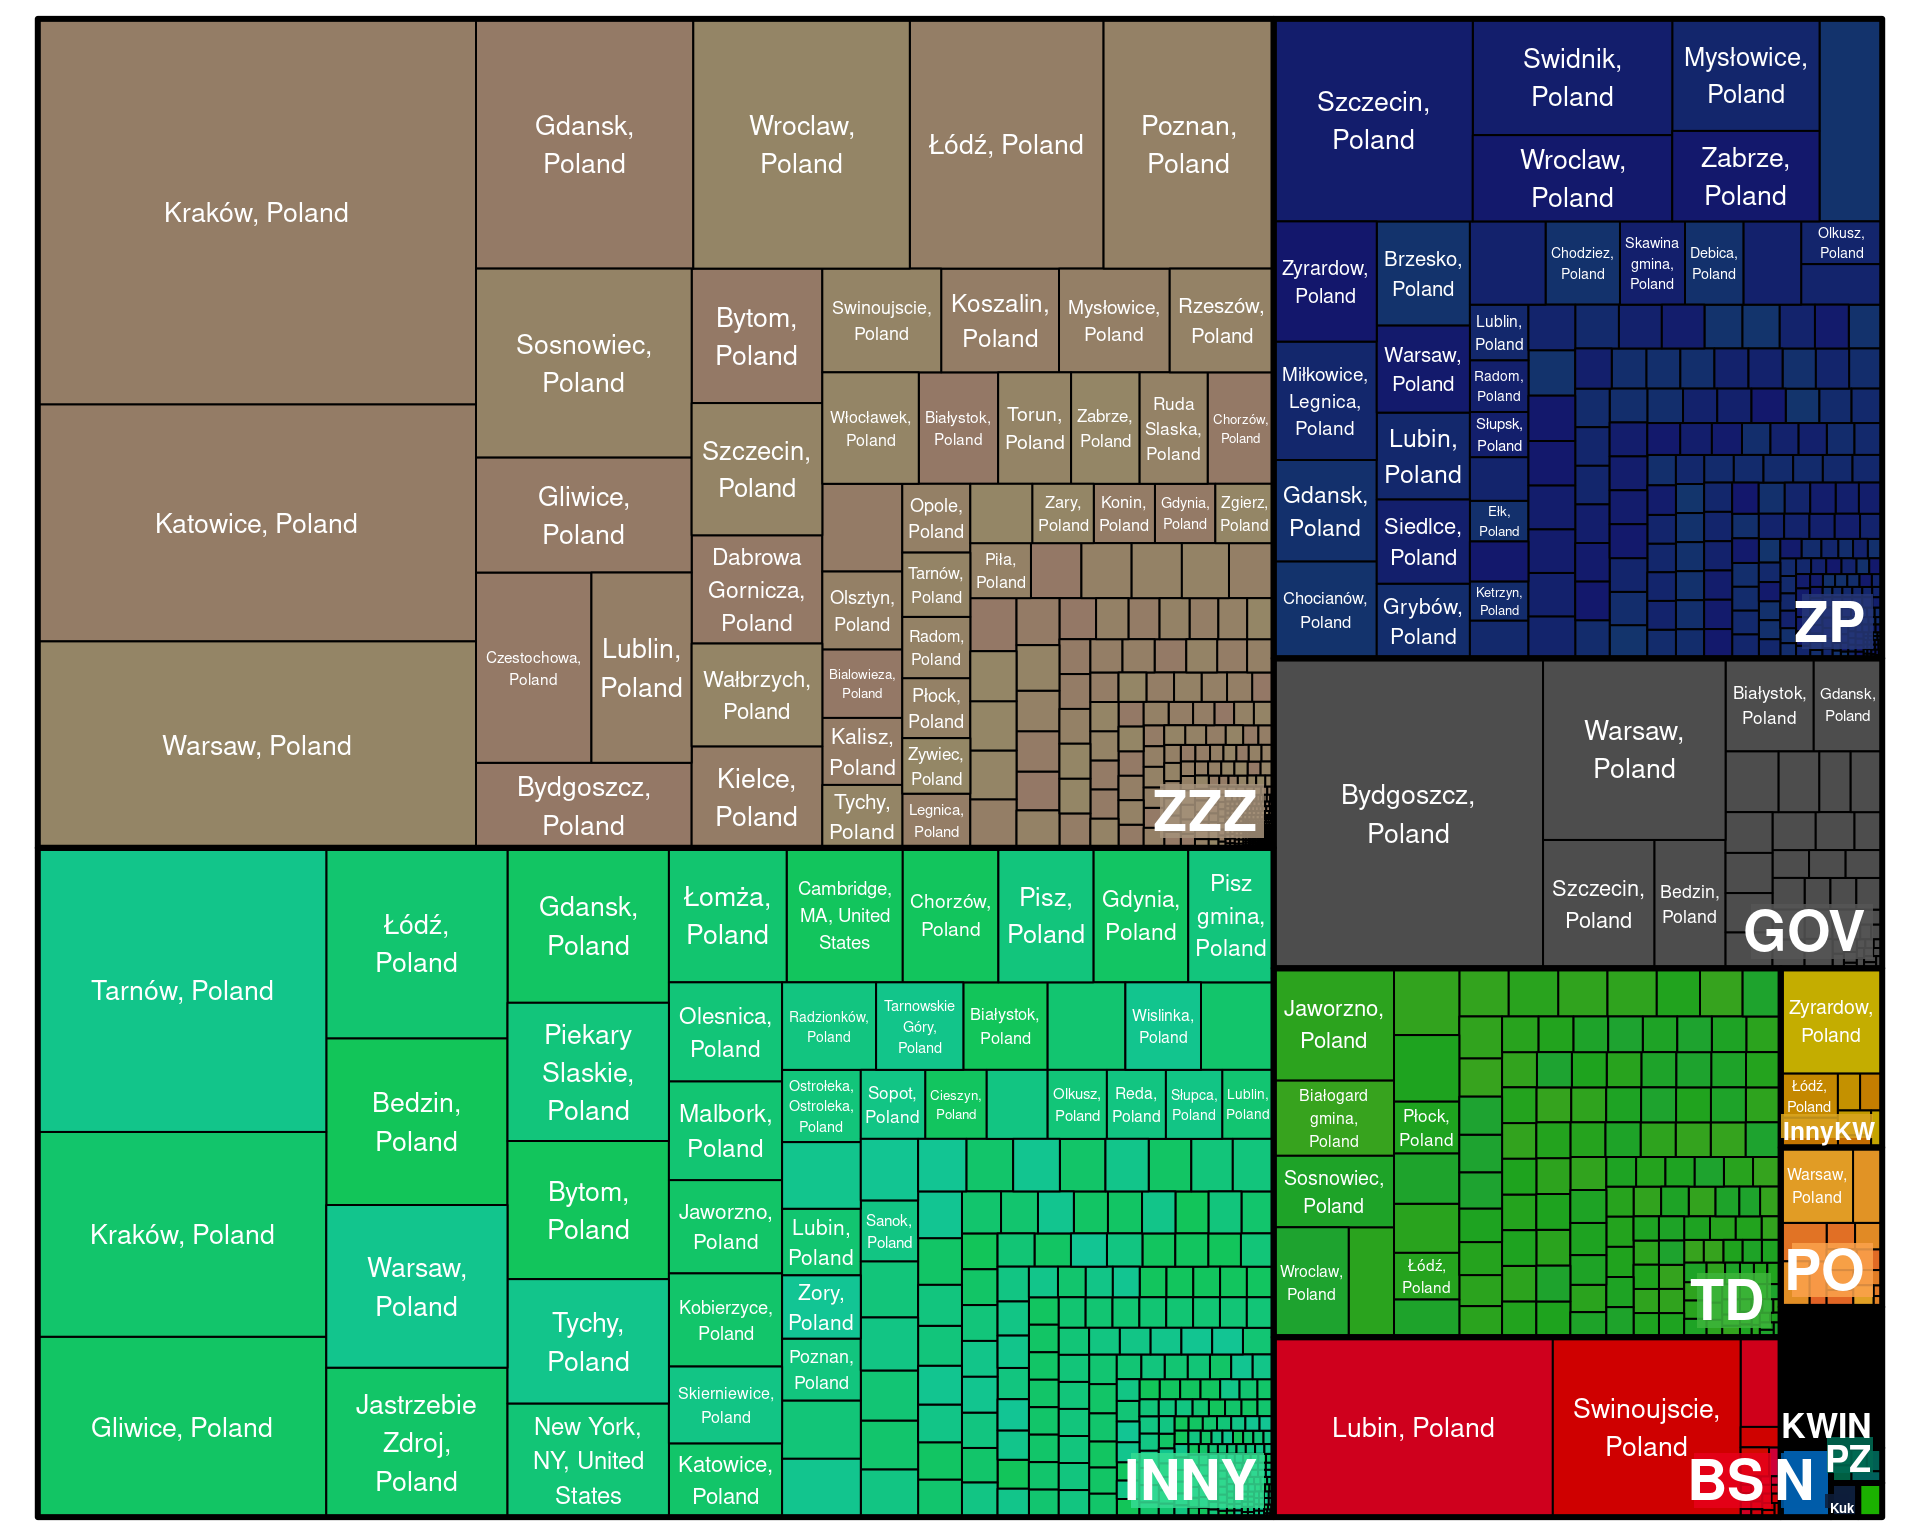 Kraków, Poland
Katowice, Poland
Warsaw, Poland
Gdansk,
Poland
Wroclaw,
Poland
Łódź, Poland
Poznan,
Poland
Sosnowiec,
Poland
Gliwice,
Poland
Czestochowa,
Poland
Lublin,
Poland
Bydgoszcz,
Poland
Bytom,
Poland
Szczecin,
Poland
Dabrowa
Gornicza,
Poland
Wałbrzych,
Poland
Kielce,
Poland
Swinoujscie,
Poland
Koszalin,
Poland
Mysłowice,
Poland
Rzeszów,
Poland
Włocławek,
Poland
Białystok,
Poland
Torun,
Poland
Zabrze,
Poland
Ruda
Slaska,
Poland
Chorzów,
Poland
Olsztyn,
Poland
Bialowieza,
Poland
Kalisz,
Poland
Tychy,
Poland
Opole,
Poland
Tarnów,
Poland
Radom,
Poland
Płock,
Poland
Zywiec,
Poland
Legnica,
Poland
Zary,
Poland
Konin,
Poland
Gdynia,
Poland
Zgierz,
Poland
Piła,
Poland
ZZZ
Szczecin,
Poland
Swidnik,
Poland
Wroclaw,
Poland
Mysłowice,
Poland
Zabrze,
Poland
Zyrardow,
Poland
Miłkowice,
Legnica,
Poland
Gdansk,
Poland
Chocianów,
Poland
Brzesko,
Poland
Warsaw,
Poland
Lubin,
Poland
Siedlce,
Poland
Grybów,
Poland
Chodziez,
Poland
Skawina
gmina,
Poland
Debica,
Poland
Olkusz,
Poland
Lublin,
Poland
Radom,
Poland
Słupsk,
Poland
Ełk,
Poland
Ketrzyn,
Poland
ZP
Bydgoszcz,
Poland
Warsaw,
Poland
Szczecin,
Poland
Bedzin,
Poland
Białystok,
Poland
Gdansk,
Poland
GOV
Tarnów, Poland
Kraków, Poland
Gliwice, Poland
Łódź,
Poland
Bedzin,
Poland
Warsaw,
Poland
Jastrzebie
Zdroj,
Poland
Gdansk,
Poland
Piekary
Slaskie,
Poland
Bytom,
Poland
Tychy,
Poland
New York,
NY, United
States
Łomża,
Poland
Cambridge,
MA, United
States
Chorzów,
Poland
Pisz,
Poland
Gdynia,
Poland
Pisz
gmina,
Poland
Olesnica,
Poland
Malbork,
Poland
Jaworzno,
Poland
Kobierzyce,
Poland
Skierniewice,
Poland
Katowice,
Poland
Radzionków,
Poland
Tarnowskie
Góry,
Poland
Białystok,
Poland
Wislinka,
Poland
Ostrołeka,
Ostroleka,
Poland
Sopot,
Poland
Cieszyn,
Poland
Olkusz,
Poland
Reda,
Poland
Słupca,
Poland
Lublin,
Poland
Lubin,
Poland
Zory,
Poland
Poznan,
Poland
Sanok,
Poland
INNY
Jaworzno,
Poland
Białogard
gmina,
Poland
Sosnowiec,
Poland
Wroclaw,
Poland
Płock,
Poland
Łódź,
Poland
TD
Zyrardow,
Poland
Łódź,
Poland
InnyKW
Warsaw,
Poland
PO
Lubin, Poland
Swinoujscie,
Poland
BS
KWIN
PZ
N
Kuk